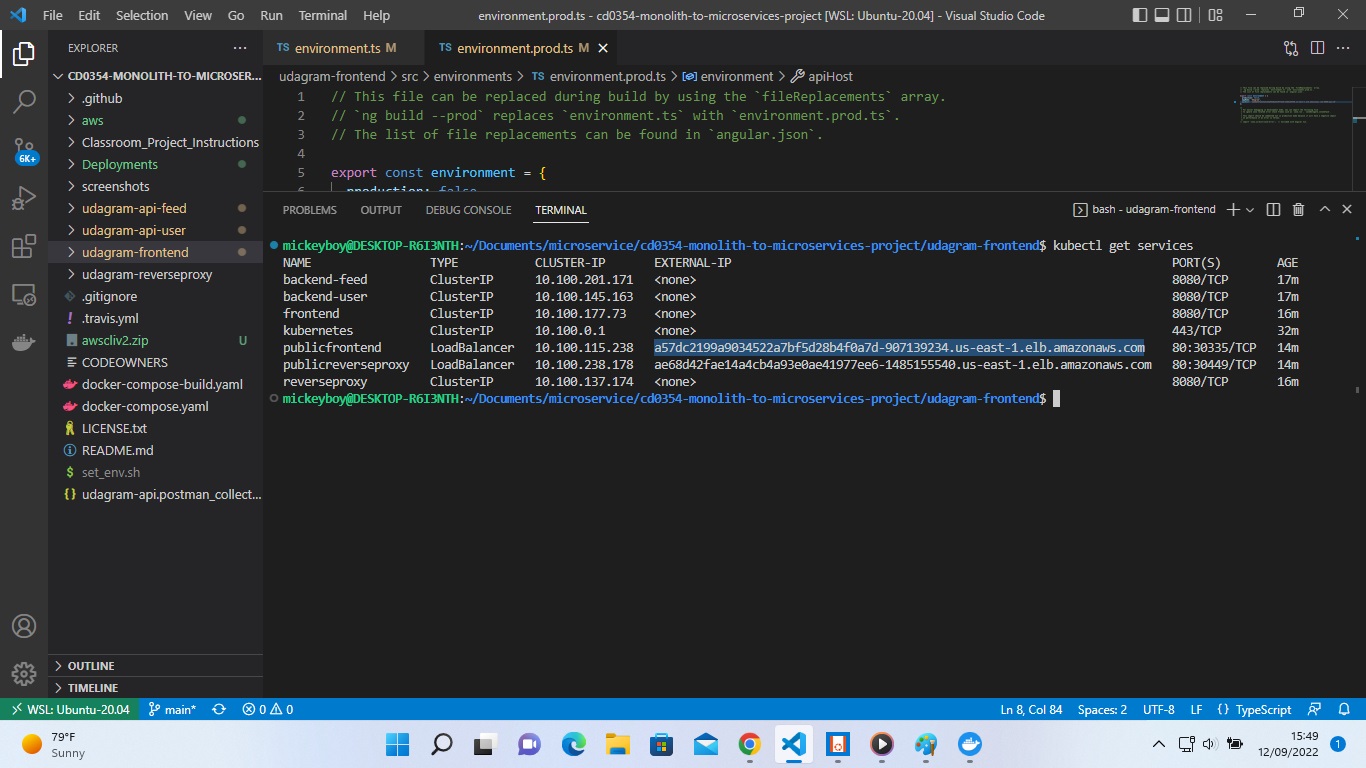 File Edit Selection View Go Run Terminal Help environment.prod.ts - cd0354-monolith-to-microservices-project [WSL: Ubuntu-20.04] - Visual Studio Code
EXPLORER
CD0354-MONOLITH-TO-MICROSER...
.github
aws
Classroom_Project_Instructions
Deployments
screenshots
udagram-api-feed
udagram-api-user
udagram-frontend
udagram-reverseproxy
.gitignore
.travis.yml
awscliv2.zip U
CODEOWNERS
docker-compose-build.yaml
docker-compose.yaml
LICENSE.txt
README.md
set_env.sh
udagram-api.postman_collect...
OUTLINE
TIMELINE
6K+
TS environment.ts M TS environment.prod.ts M
udagram-frontend > src > environments > TS environment.prod.ts > environment > apiHost
1 // This file can be replaced during build by using the `fileReplacements` array.
2 // `ng build --prod` replaces `environment.ts` with `environment.prod.ts`.
3 // The list of file replacements can be found in `angular.json`.
4
5 export const environment = {
6 production: false
PROBLEMS OUTPUT DEBUG CONSOLE TERMINAL bash - udagram-frontend
mickeyboy@DESKTOP-R6I3NTH:~/Documents/microservice/cd0354-monolith-to-microservices-project/udagram-frontend$ kubectl get services
NAME TYPE CLUSTER-IP EXTERNAL-IP PORT(S) AGE
backend-feed ClusterIP 10.100.201.171 <none> 8080/TCP 17m
backend-user ClusterIP 10.100.145.163 <none> 8080/TCP 17m
frontend ClusterIP 10.100.177.73 <none> 8080/TCP 16m
kubernetes ClusterIP 10.100.0.1 <none> 443/TCP 32m
publicfrontend LoadBalancer 10.100.115.238 a57dc2199a9034522a7bf5d28b4f0a7d-907139234.us-east-1.elb.amazonaws.com 80:30335/TCP 14m
publicreverseproxy LoadBalancer 10.100.238.178 ae68d42fae14a4cb4a93e0ae41977ee6-1485155540.us-east-1.elb.amazonaws.com 80:30449/TCP 14m
reverseproxy ClusterIP 10.100.137.174 <none> 8080/TCP 16m
mickeyboy@DESKTOP-R6I3NTH:~/Documents/microservice/cd0354-monolith-to-microservices-project/udagram-frontend$
WSL: Ubuntu-20.04 main* 0 0 Ln 8, Col 84 Spaces: 2 UTF-8 LF {} TypeScript
79°F
Sunny
15:49
12/09/2022
1